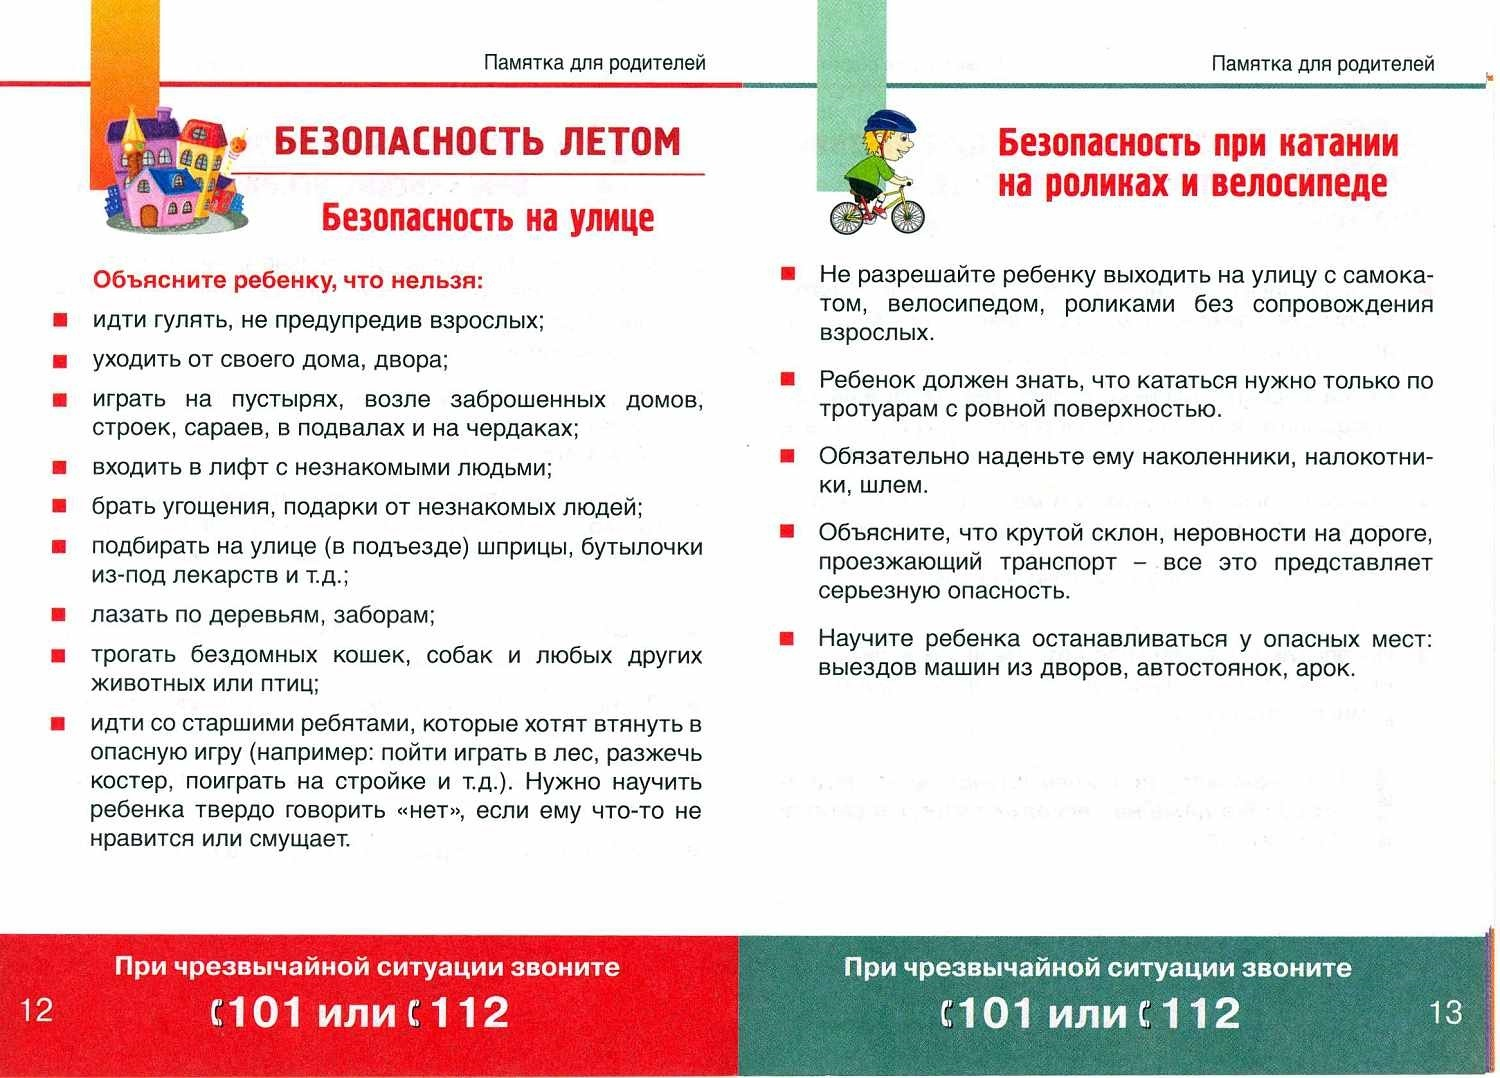 Памятка для родителей
БЕЗОПАСНОСТЬ ЛЕТОМ
Безопасность на улице
Объясните ребенку, что нельзя:
идти гулять, не предупредив взрослых;
уходить от своего дома, двора;
играть на пустырях, возле заброшенных домов,
строек, сараев, в подвалах и на чердаках;
входить в лифт с незнакомыми людьми;
брать угощения, подарки от незнакомых людей;
подбирать на улице (в подъезде) шприцы, бутылочки
из-под лекарств и т.д.;
лазать по деревьям, заборам;
трогать бездомных кошек, собак и любых других
животных или птиц;
идти со старшими ребятами, которые хотят втянуть в
опасную игру (например: пойти играть в лес, разжечь
костер, поиграть на стройке и т.д.). Нужно научить
ребенка твердо говорить «нет», если ему что-то не
нравится или смущает.
При чрезвычайной ситуации звоните
101 или 112
12
Памятка для родителей
Безопасность при катании
на роликах и велосипеде
Не разрешайте ребенку выходить на улицу с самока-
том, велосипедом, роликами без сопровождения
взрослых.
Ребенок должен знать, что кататься нужно только по
тротуарам с ровной поверхностью.
Обязательно наденьте ему наколенники, налокотни-
ки, шлем.
Объясните, что крутой склон, неровности на дороге,
проезжающий транспорт – все это представляет
серьезную опасность.
Научите ребенка останавливаться у опасных мест:
выездов машин из дворов, автостоянок, арок.
При чрезвычайной ситуации звоните
101 или 112
13